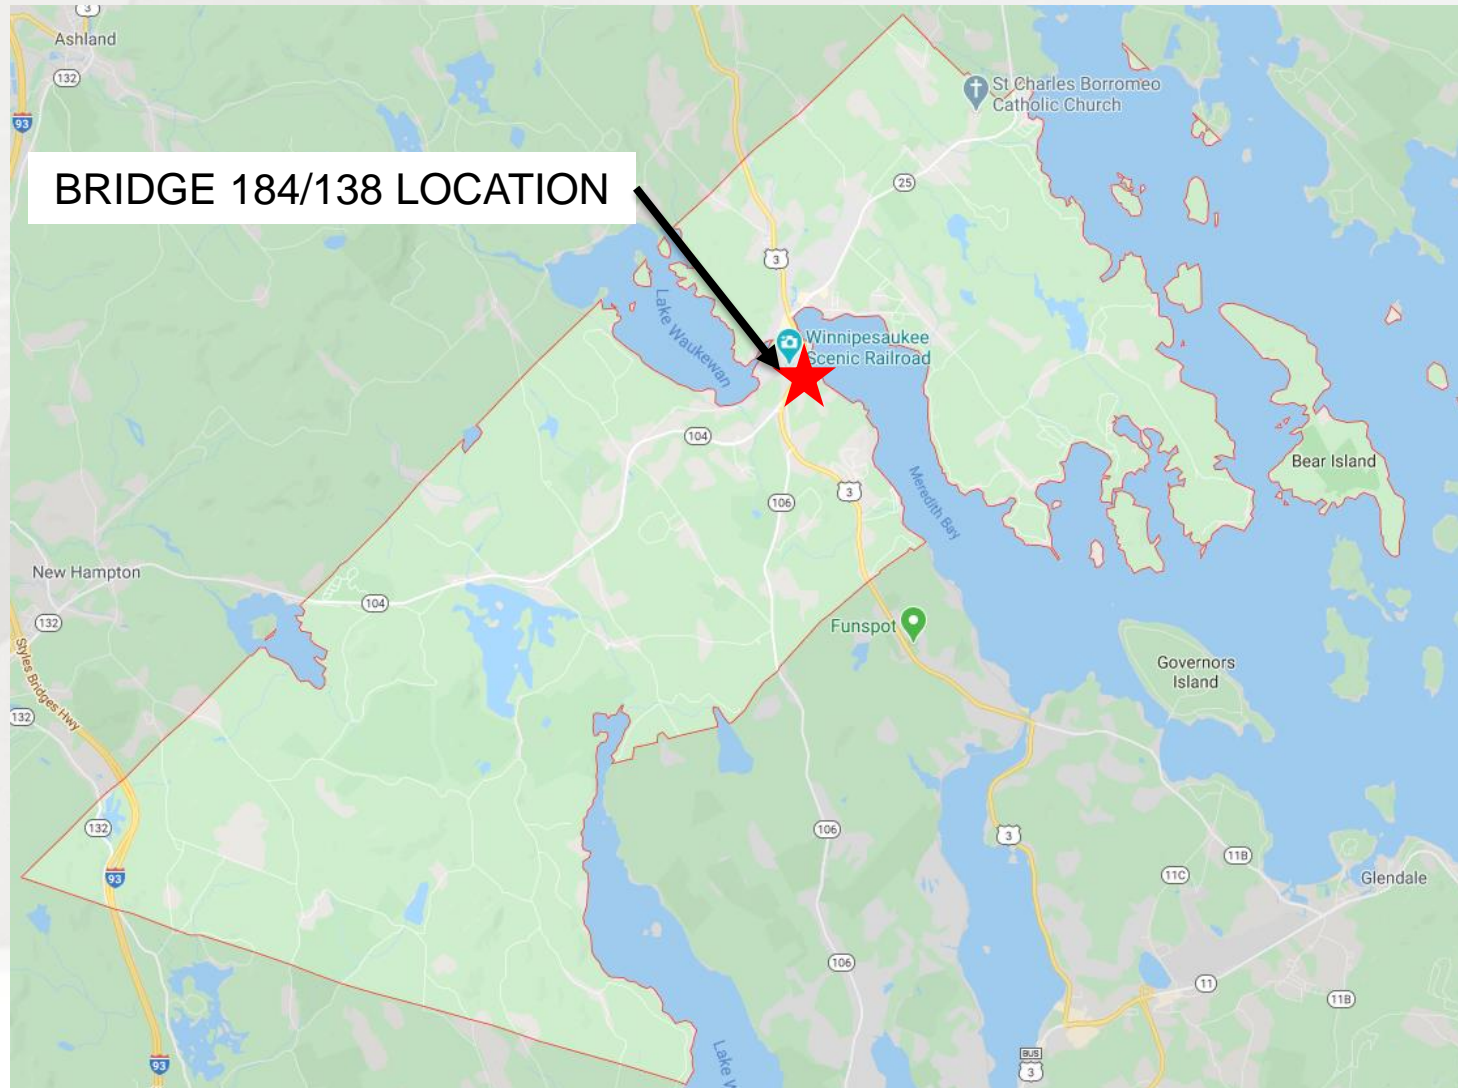 3
Ashland
132
93
St Charles Borromeo
Catholic Church
BRIDGE 184/138 LOCATION
25
3
Lake Waukewan
Winnipesaukee
Scenic Railroad
104
Bear Island
3
106
Meredith Bay
New Hampton
104
132
Funspot
Governors
Island
Styles Bridges Hwy
132
3
106
132
11B
11C
93
Glendale
106
11
11B
93
Lake W
BUS
3